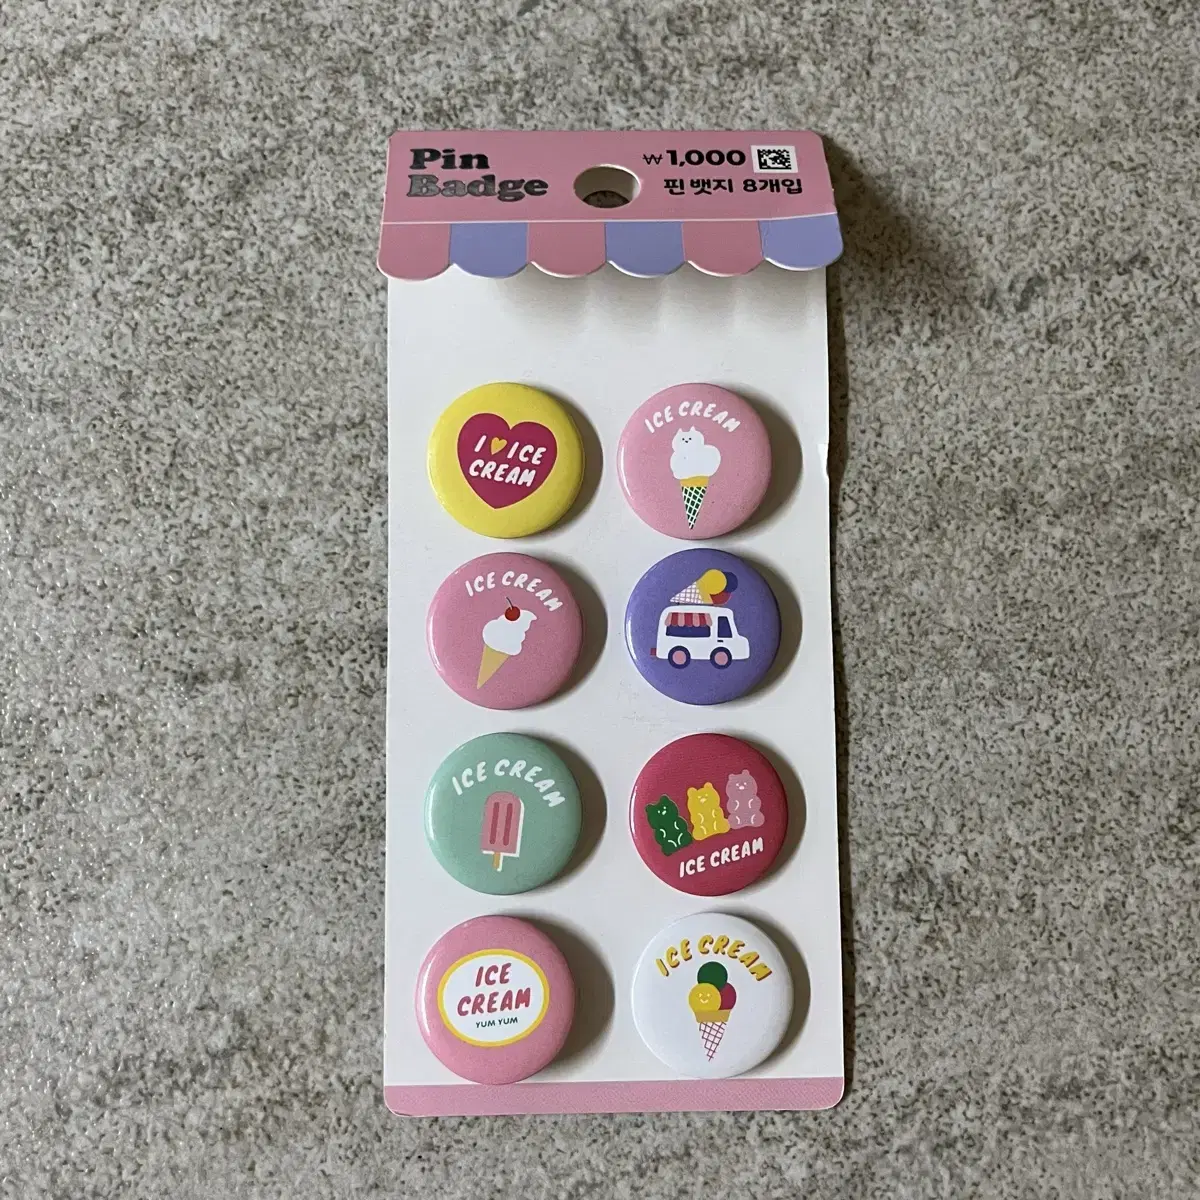 Pin
Badge
₩1,000
핀 뱃지 8개입
I ♥ ICE
CREAM
ICE CREAM
ICE CREAM
ICE CREAM
ICE CREAM
ICE
CREAM
YUM YUM
ICE CREAM